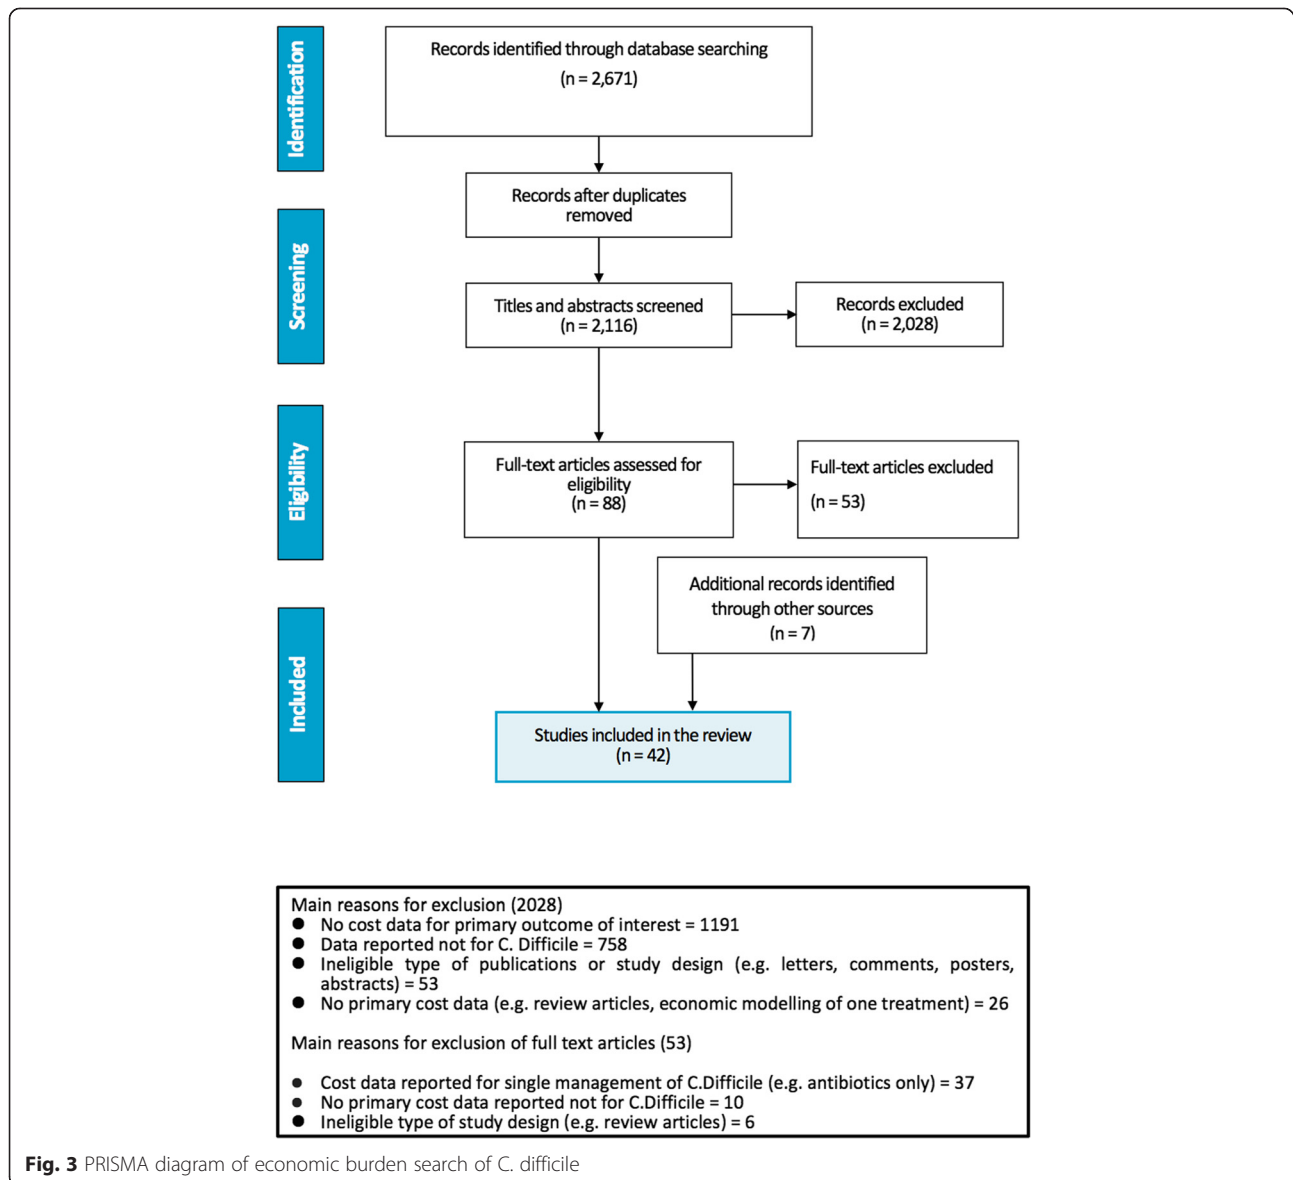 Identification
Records identified through database searching
(n = 2,671)
Records after duplicates
removed
Screening
Titles and abstracts screened
(n = 2,116)
Records excluded
(n = 2,028)
Eligibility
Full-text articles assessed for
eligibility
(n = 88)
Full-text articles excluded
(n = 53)
Additional records identified
through other sources
(n = 7)
Included
Studies included in the review
(n = 42)
Main reasons for exclusion (2028)
● No cost data for primary outcome of interest = 1191
● Data reported not for C. Difficile = 758
● Ineligible type of publications or study design (e.g. letters, comments, posters,
abstracts) = 53
● No primary cost data (e.g. review articles, economic modelling of one treatment) = 26
Main reasons for exclusion of full text articles (53)
● Cost data reported for single management of C.Difficile (e.g. antibiotics only) = 37
● No primary cost data reported not for C.Difficile = 10
● Ineligible type of study design (e.g. review articles) = 6
Fig. 3 PRISMA diagram of economic burden search of C. difficile